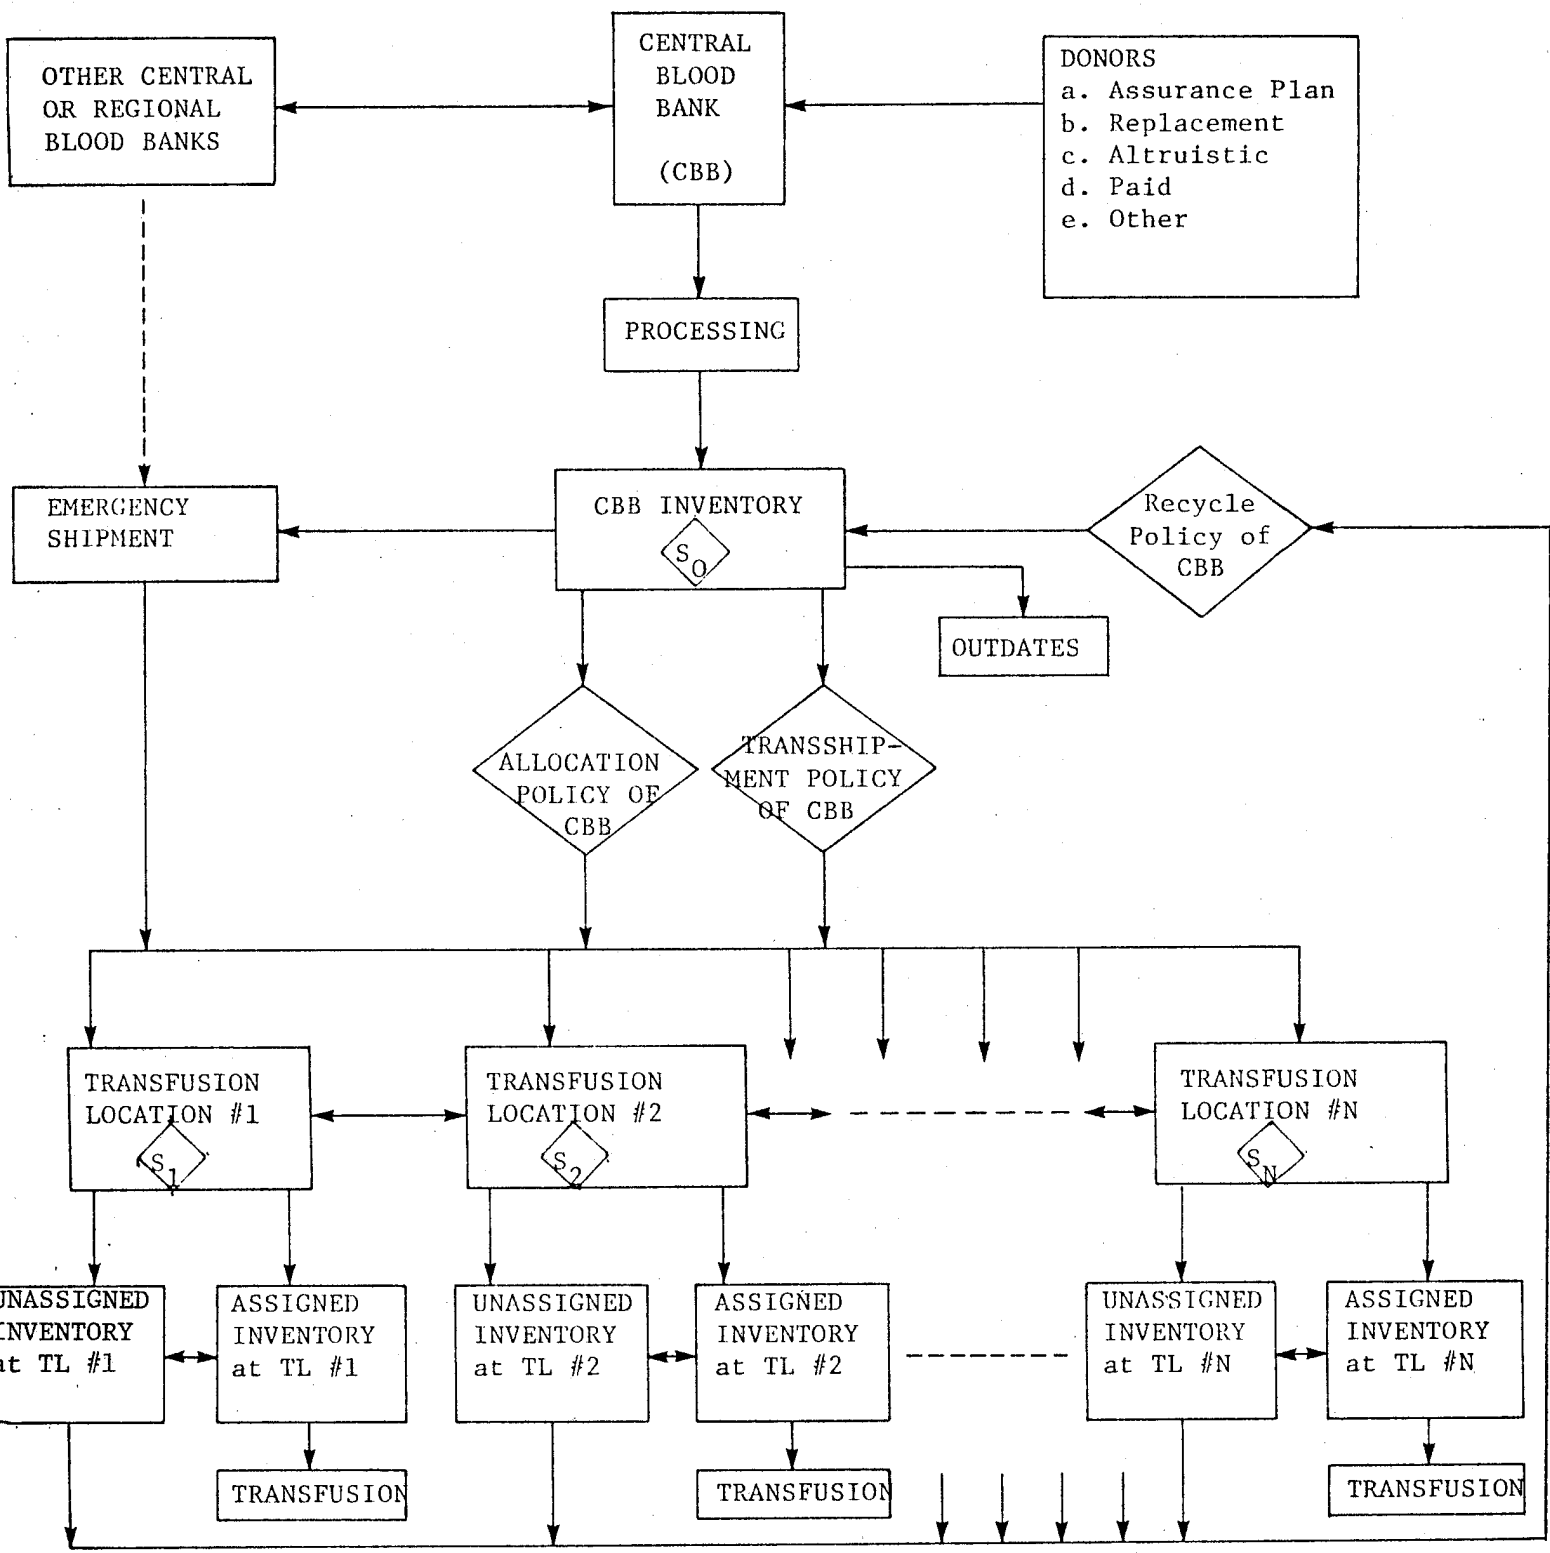 OTHER CENTRAL
OR REGIONAL
BLOOD BANKS
CENTRAL
BLOOD
BANK
(CBB)
DONORS
a. Assurance Plan
b. Replacement
c. Altruistic
d. Paid
e. Other
PROCESSING
EMERGENCY
SHIPMENT
CBB INVENTORY
S0
Recycle
Policy of
CBB
OUTDATES
ALLOCATION
POLICY OF
CBB
TRANSSHIP-
MENT POLICY
OF CBB
TRANSFUSION
LOCATION #1
S1
TRANSFUSION
LOCATION #2
S2
TRANSFUSION
LOCATION #N
SN
UNASSIGNED
INVENTORY
at TL #1
ASSIGNED
INVENTORY
at TL #1
UNASSIGNED
INVENTORY
at TL #2
ASSIGNED
INVENTORY
at TL #2
UNASSIGNED
INVENTORY
at TL #N
ASSIGNED
INVENTORY
at TL #N
TRANSFUSION
TRANSFUSION
TRANSFUSION